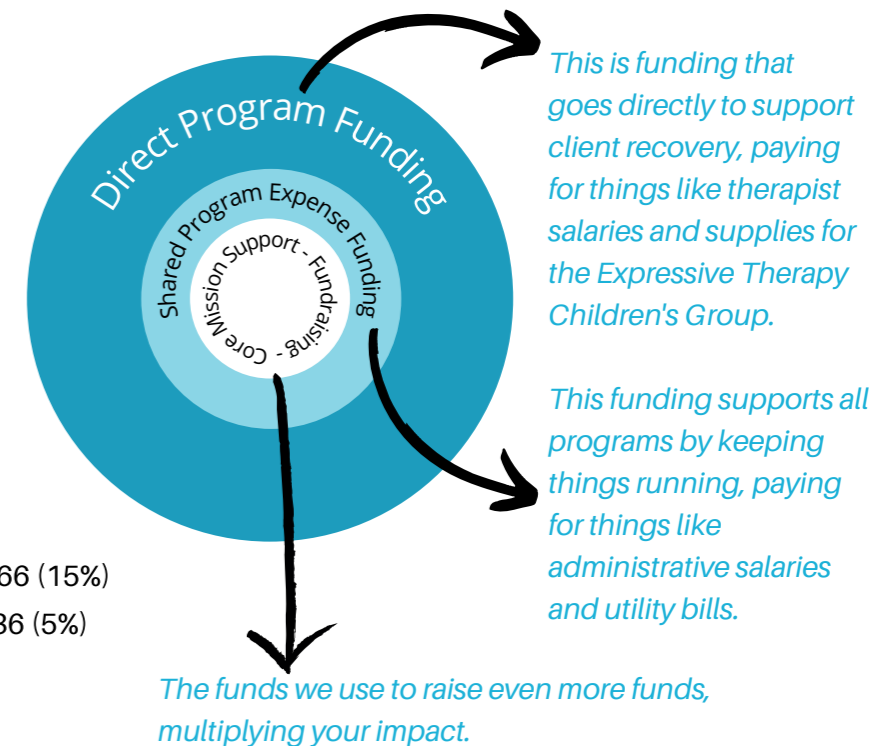 Direct Program Funding
Shared Program Expense Funding
Core Mission Support - Fundraising -
This is funding that
goes directly to support
client recovery, paying
for things like therapist
salaries and supplies for
the Expressive Therapy
Children's Group.
This funding supports all
programs by keeping
things running, paying
for things like
administrative salaries
and utility bills.
66 (15%)
36 (5%)
The funds we use to raise even more funds,
multiplying your impact.